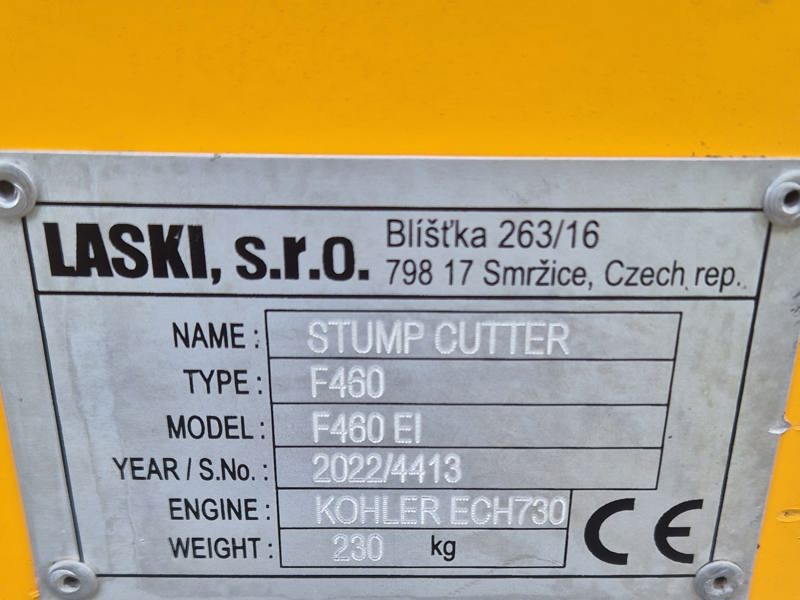 LASKI, s.r.o.
Blíšťka 263/16
798 17 Smržice, Czech rep.
NAME : STUMP CUTTER
TYPE : F460
MODEL : F460 EI
YEAR / S.No. : 2022/4413
ENGINE : KOHLER ECH730
WEIGHT : 230 kg
CE